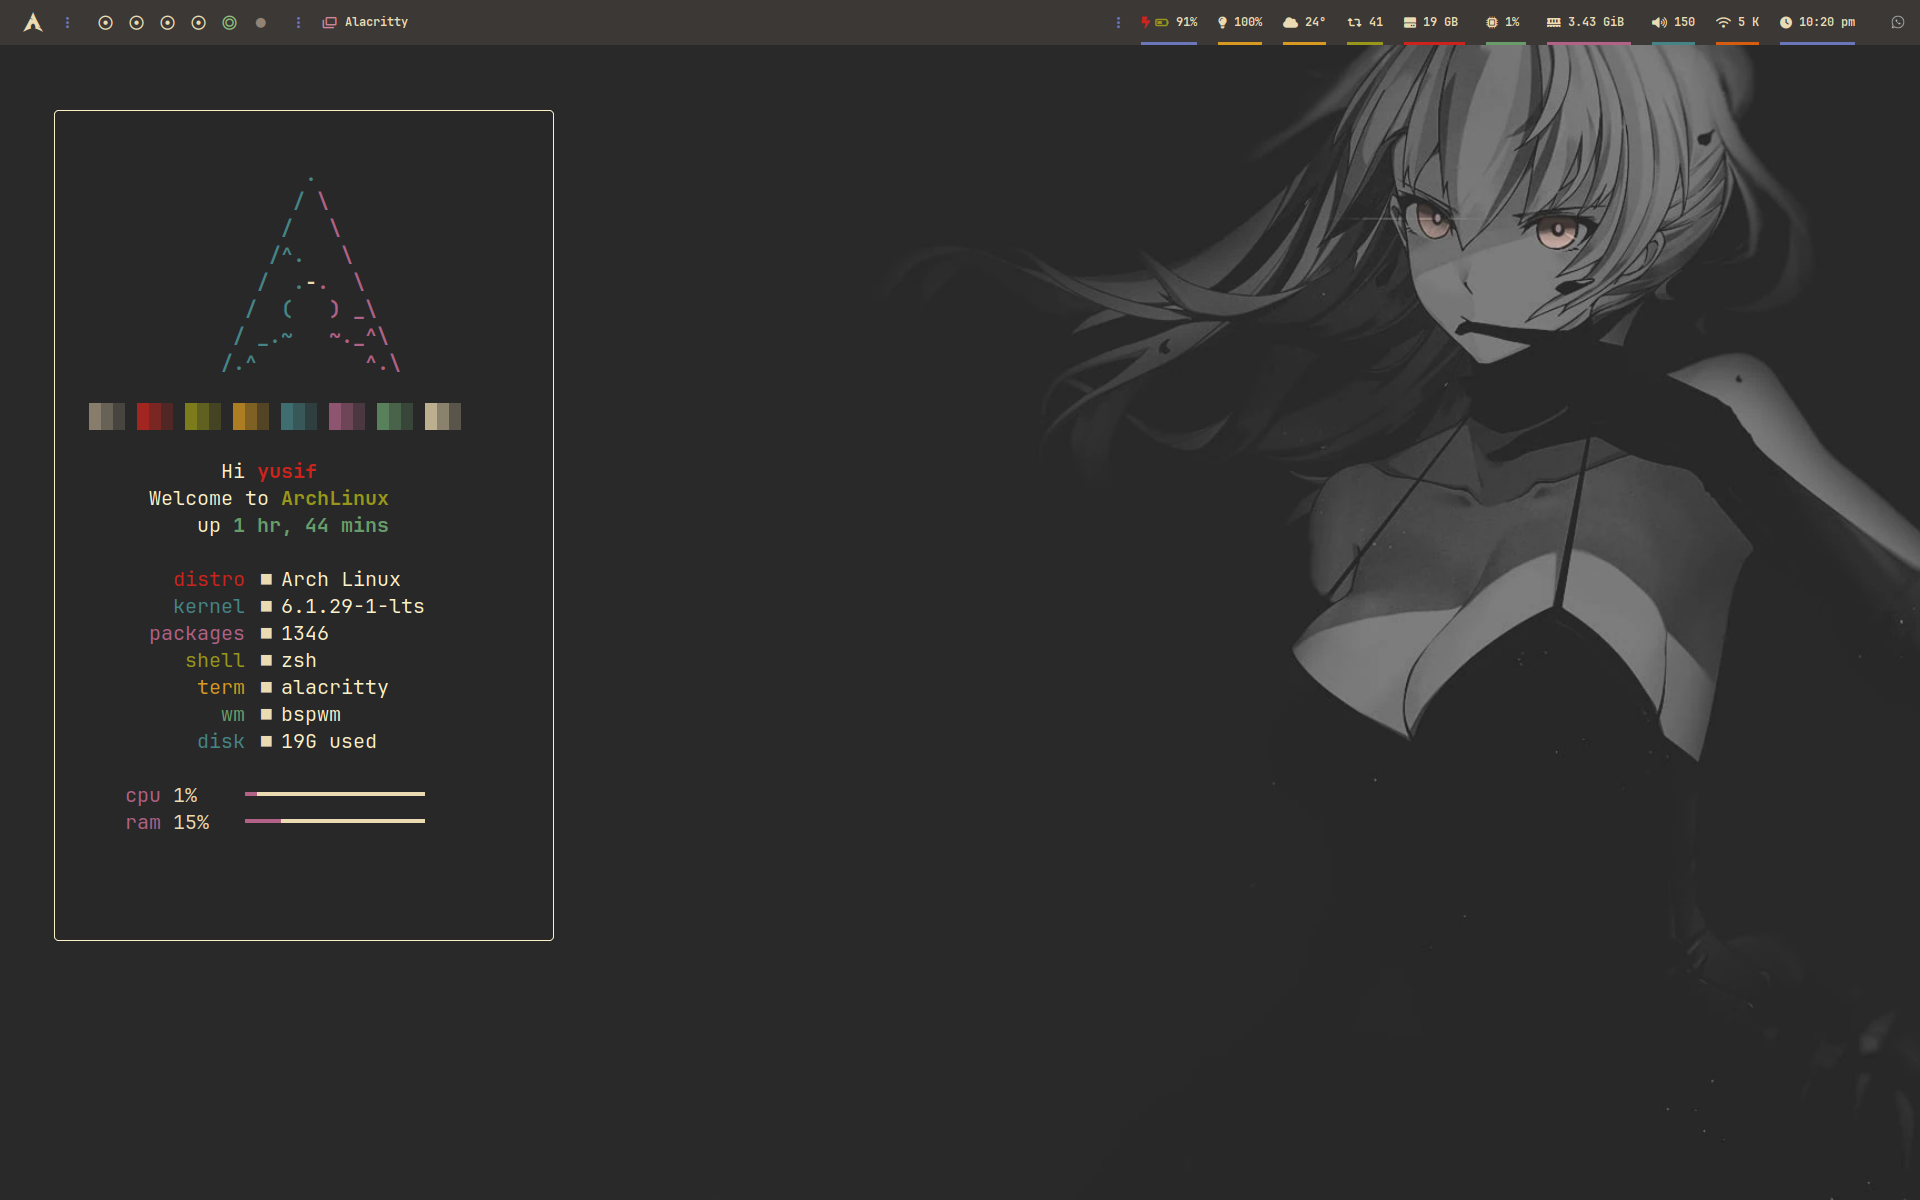 Alacritty 91% 100% 24° 41 19 GB 1% 3.43 GiB 150 5 K 10:20 pm
.
/ \
/ \
/^. \
/ .-. \
/ ( ) _\
/ _.~ ~._^\
/.^ ^.\
Hi yusif
Welcome to ArchLinux
up 1 hr, 44 mins
distro ■ Arch Linux
kernel ■ 6.1.29-1-lts
packages ■ 1346
shell ■ zsh
term ■ alacritty
wm ■ bspwm
disk ■ 19G used
cpu 1%
ram 15%